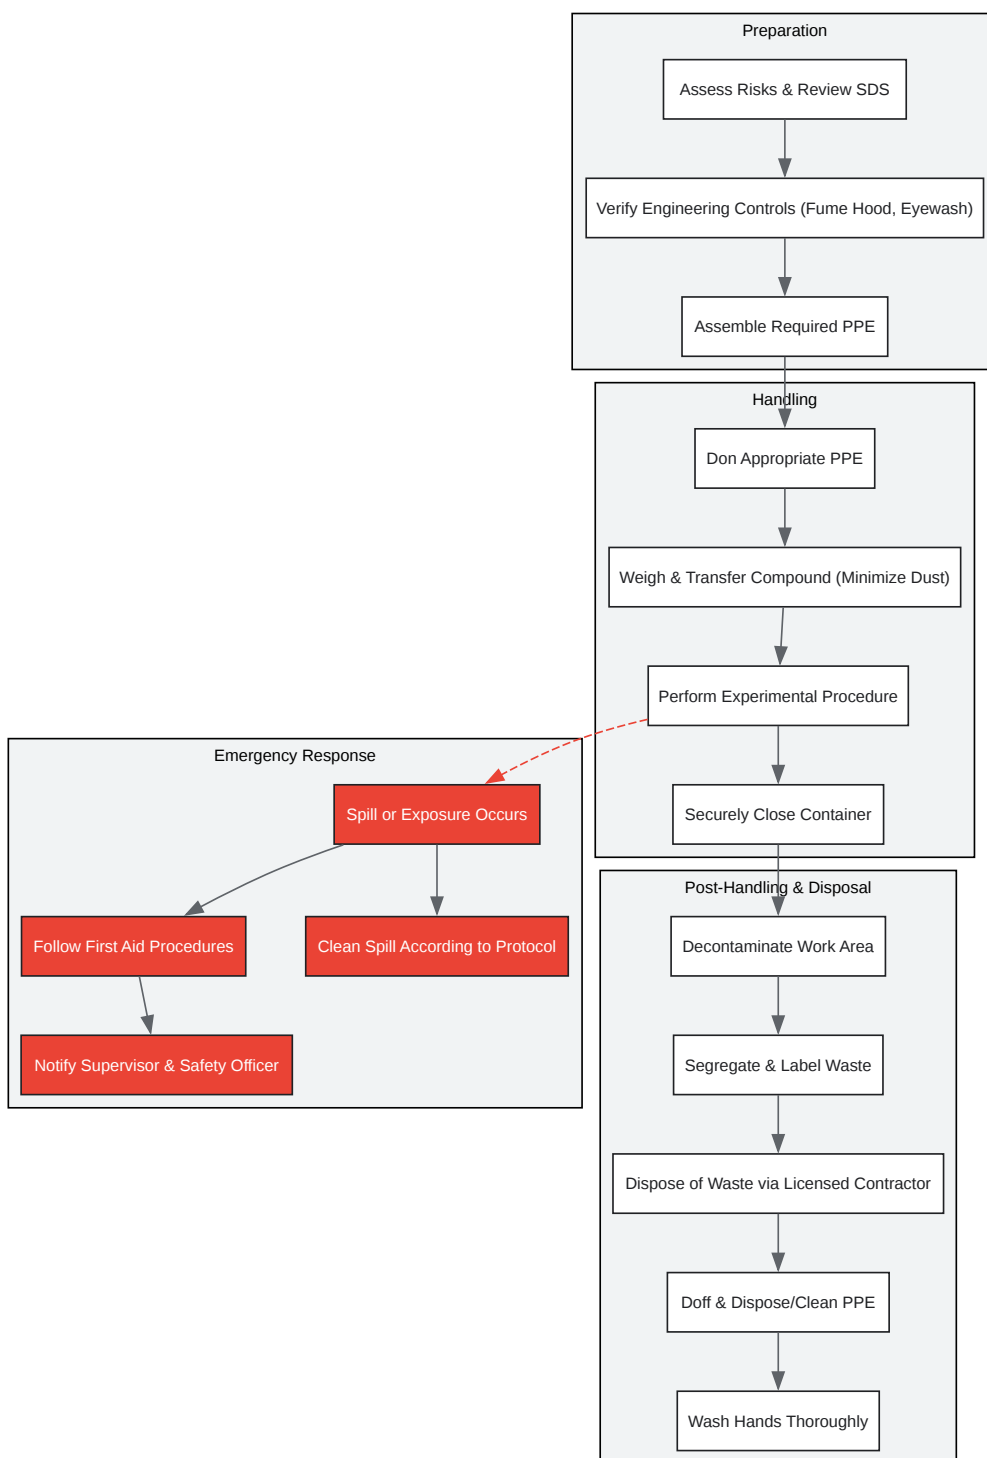 Preparation
Assess Risks & Review SDS
Verify Engineering Controls (Fume Hood, Eyewash)
Assemble Required PPE
Handling
Don Appropriate PPE
Weigh & Transfer Compound (Minimize Dust)
Perform Experimental Procedure
Securely Close Container
Emergency Response
Spill or Exposure Occurs
Follow First Aid Procedures
Clean Spill According to Protocol
Notify Supervisor & Safety Officer
Post-Handling & Disposal
Decontaminate Work Area
Segregate & Label Waste
Dispose of Waste via Licensed Contractor
Doff & Dispose/Clean PPE
Wash Hands Thoroughly